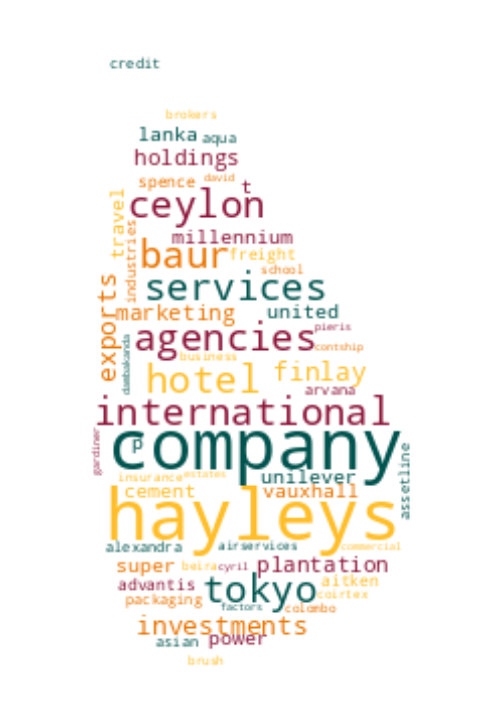 credit
brokers
lanka aqua
holdings
spence david t
travel
ceylon
industries
millennium
baur freight
school
exports
services
marketing united
agencies pieris
dambakanda
contship
business
hotel finlay
arvana
international
gardiner
company
p
assetline
insurance estates
unilever
cement vauxhall
hayleys
alexandra airservices commercial
super beira cyril plantation
advantis tokyo aitken
packaging factors coirtex
colombo
investments
asian power
brush